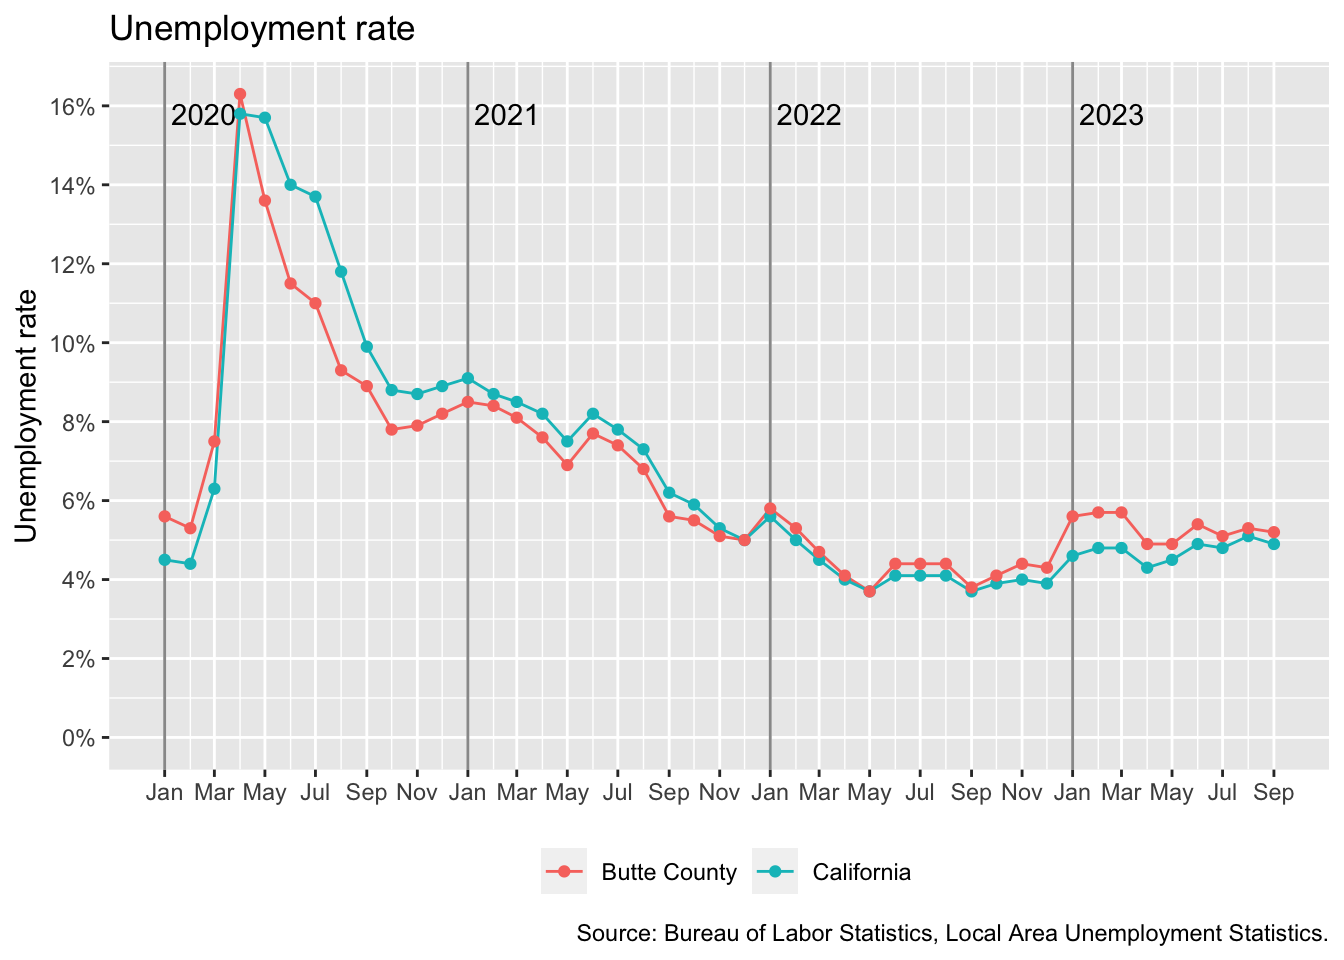 Unemployment rate
Unemployment rate
16%
14%
12%
10%
8%
6%
4%
2%
0%
2020 2021 2022 2023
Jan Mar May Jul Sep Nov Jan Mar May Jul Sep Nov Jan Mar May Jul Sep Nov Jan Mar May Jul Sep
Butte County California
Source: Bureau of Labor Statistics, Local Area Unemployment Statistics.